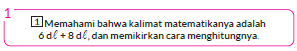 1
1 Memahami bahwa kalimat matematikanya adalah
6 dℓ + 8 dℓ, dan memikirkan cara menghitungnya.